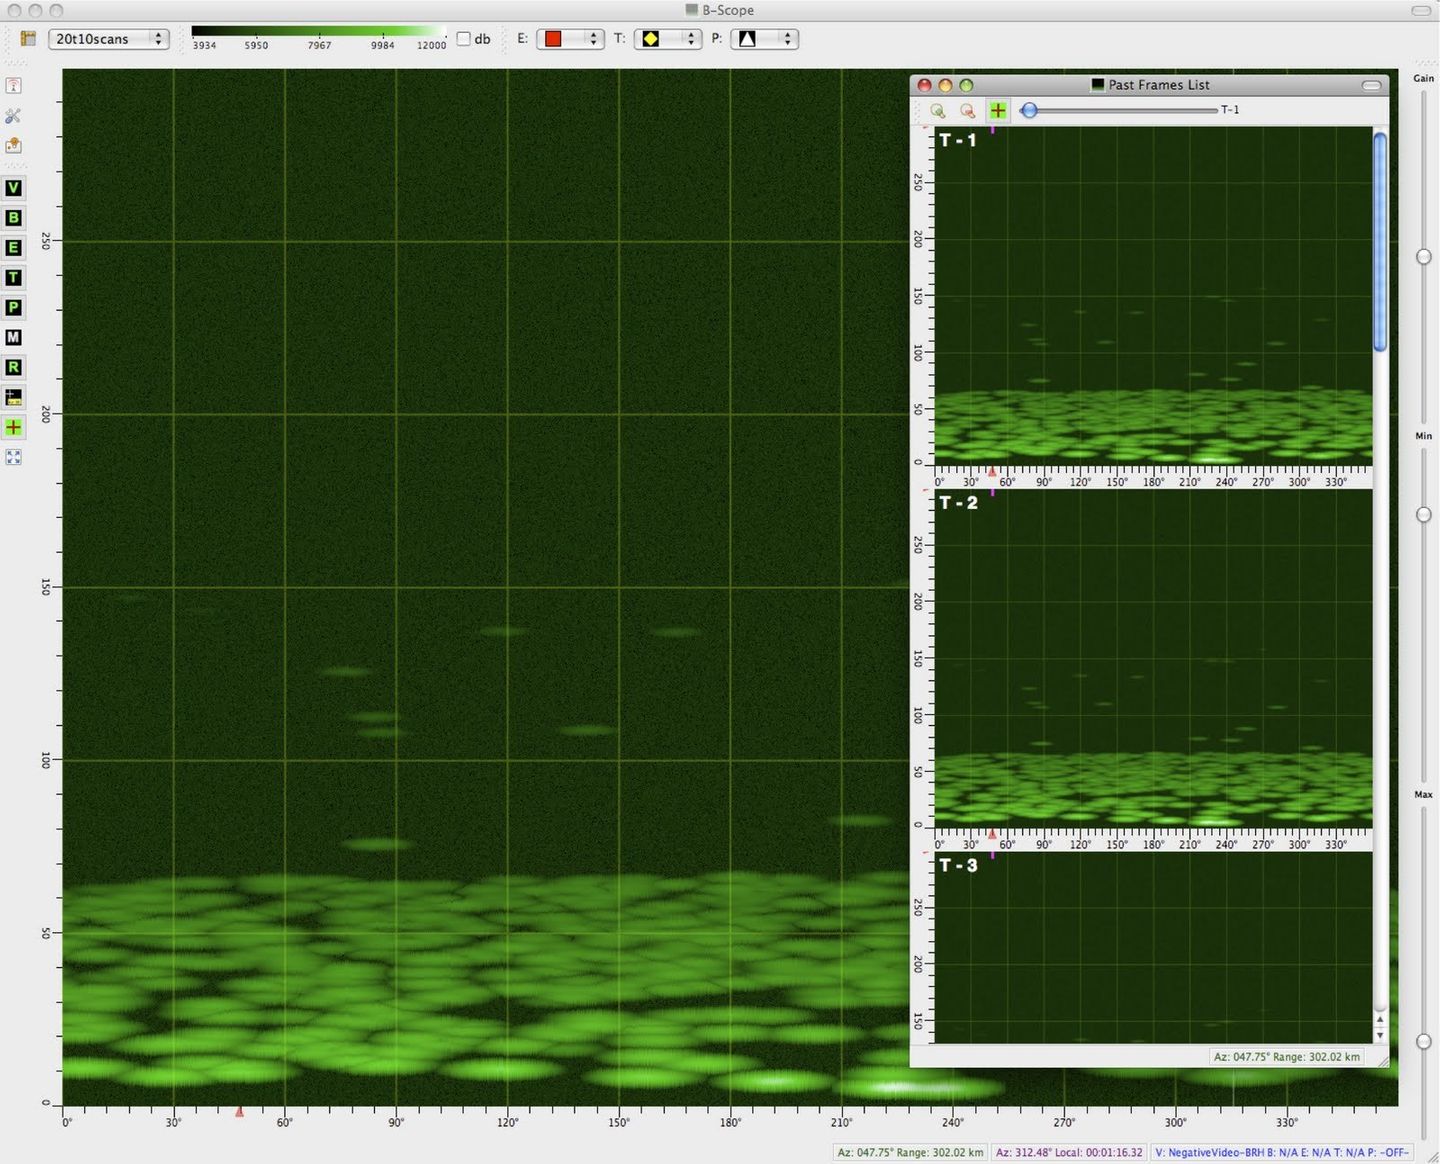 B-Scope
20t10scans
3934 5950 7967 9984 12000
db
E:
T:
P:
V
B
E
T
P
M
R
250
200
150
100
50
0
0° 30° 60° 90° 120° 150° 180° 210° 240° 270° 300° 330°
Past Frames List
T-1
T - 1
250
200
150
100
50
0
0° 30° 60° 90° 120° 150° 180° 210° 240° 270° 300° 330°
T - 2
250
200
150
100
50
0
0° 30° 60° 90° 120° 150° 180° 210° 240° 270° 300° 330°
T - 3
250
200
150
Az: 047.75° Range: 302.02 km
Gain
Min
Max
Az: 047.75° Range: 302.02 km
Az: 312.48° Local: 00:01:16.32
V: NegativeVideo-BRH B: N/A E: N/A T: N/A P: -OFF-